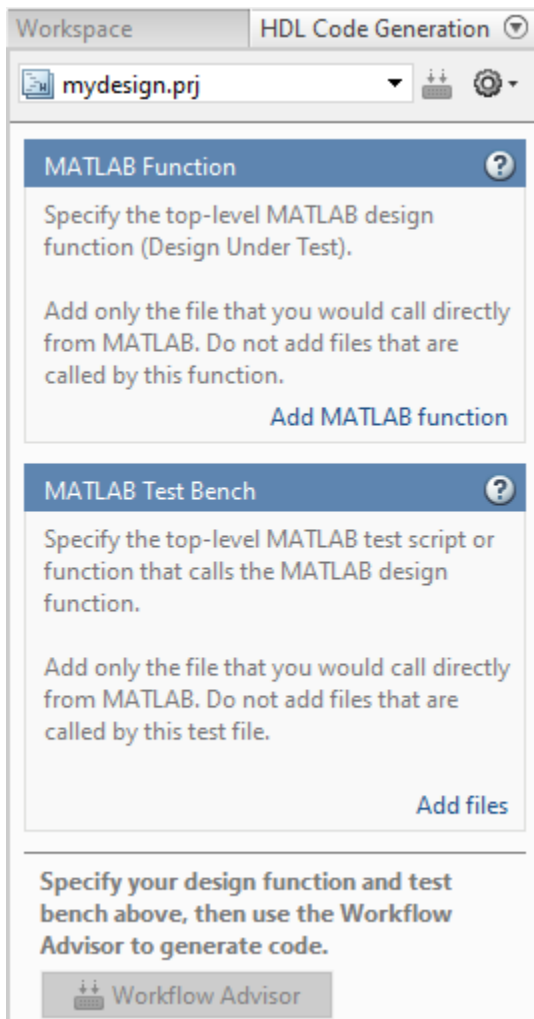 Workspace
HDL Code Generation
mydesign.prj
MATLAB Function
?
Specify the top-level MATLAB design
function (Design Under Test).
Add only the file that you would call directly
from MATLAB. Do not add files that are
called by this function.
Add MATLAB function
MATLAB Test Bench
?
Specify the top-level MATLAB test script or
function that calls the MATLAB design
function.
Add only the file that you would call directly
from MATLAB. Do not add files that are
called by this test file.
Add files
Specify your design function and test
bench above, then use the Workflow
Advisor to generate code.
Workflow Advisor